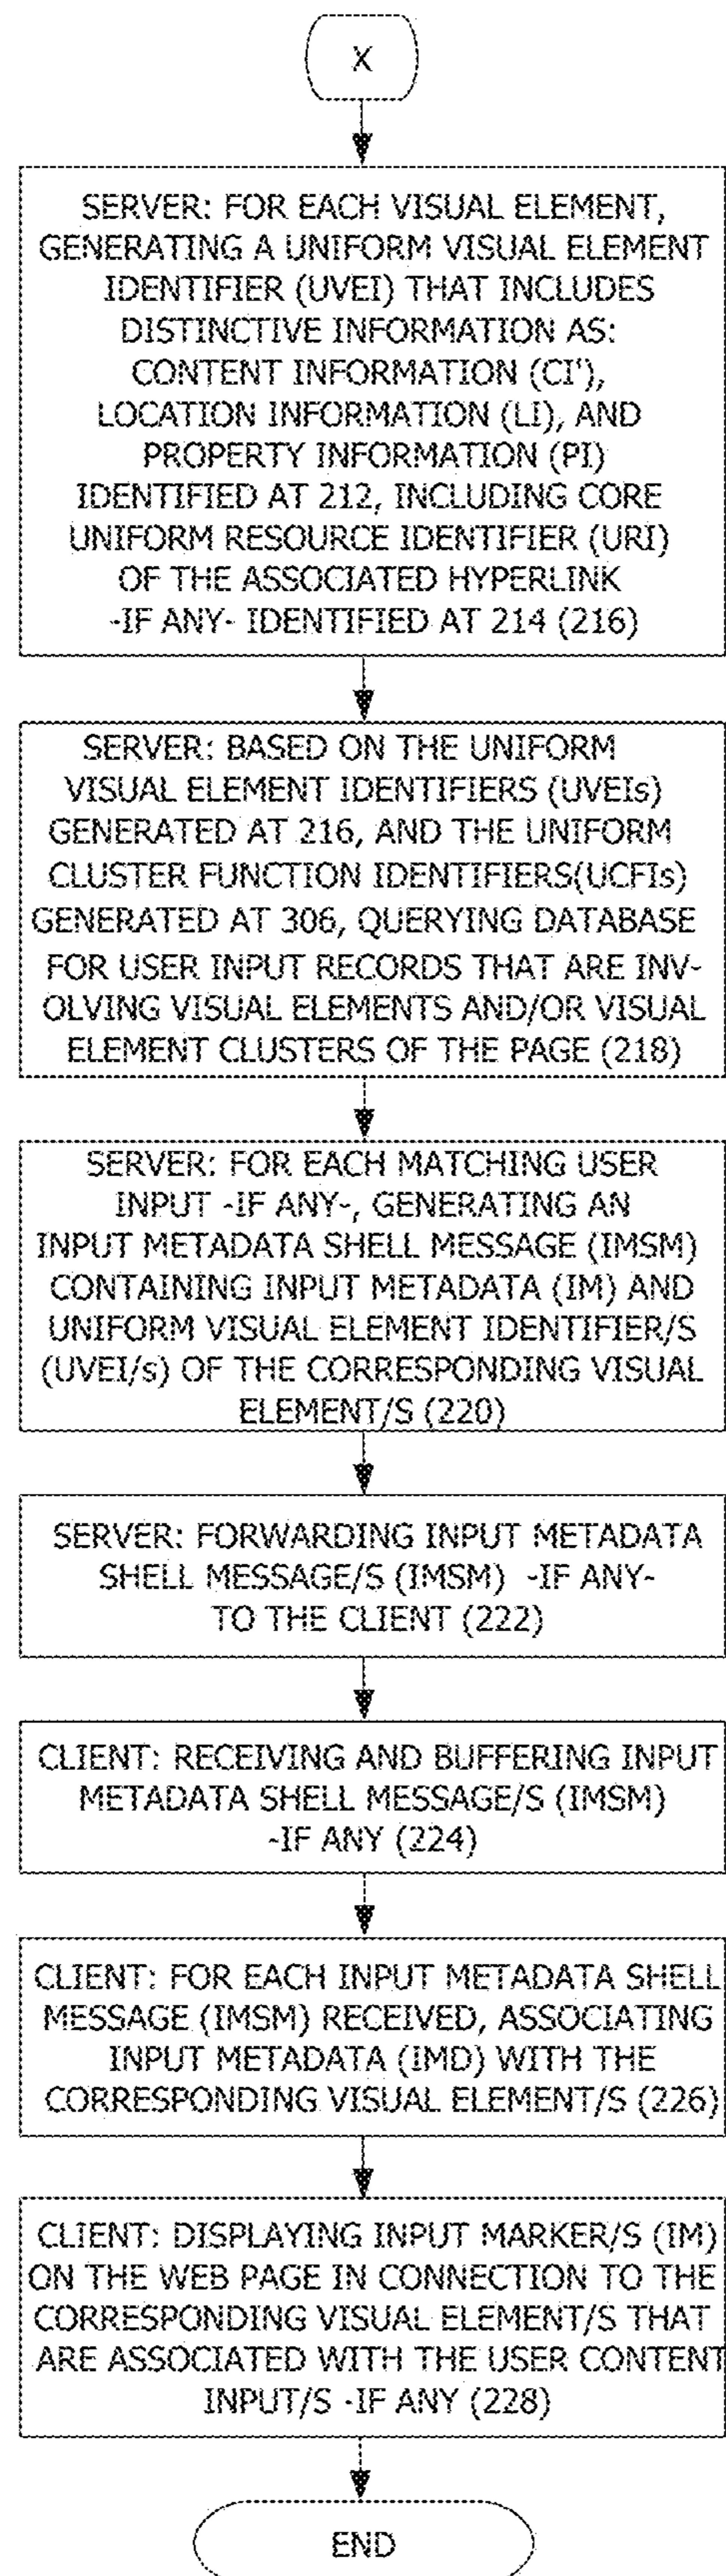 X
SERVER: FOR EACH VISUAL ELEMENT,
GENERATING A UNIFORM VISUAL ELEMENT
IDENTIFIER (UVEI) THAT INCLUDES
DISTINCTIVE INFORMATION AS:
CONTENT INFORMATION (CI'),
LOCATION INFORMATION (LI), AND
PROPERTY INFORMATION (PI)
IDENTIFIED AT 212, INCLUDING CORE
UNIFORM RESOURCE IDENTIFIER (URI)
OF THE ASSOCIATED HYPERLINK
-IF ANY- IDENTIFIED AT 214 (216)
SERVER: BASED ON THE UNIFORM
VISUAL ELEMENT IDENTIFIERS (UVEIs)
GENERATED AT 216, AND THE UNIFORM
CLUSTER FUNCTION IDENTIFIERS(UCFIs)
GENERATED AT 306, QUERYING DATABASE
FOR USER INPUT RECORDS THAT ARE INV-
OLVING VISUAL ELEMENTS AND/OR VISUAL
ELEMENT CLUSTERS OF THE PAGE (218)
SERVER: FOR EACH MATCHING USER
INPUT -IF ANY-, GENERATING AN
INPUT METADATA SHELL MESSAGE (IMSM)
CONTAINING INPUT METADATA (IM) AND
UNIFORM VISUAL ELEMENT IDENTIFIER/S
(UVEI/s) OF THE CORRESPONDING VISUAL
ELEMENT/S (220)
SERVER: FORWARDING INPUT METADATA
SHELL MESSAGE/S (IMSM) -IF ANY-
TO THE CLIENT (222)
CLIENT: RECEIVING AND BUFFERING INPUT
METADATA SHELL MESSAGE/S (IMSM)
-IF ANY (224)
CLIENT: FOR EACH INPUT METADATA SHELL
MESSAGE (IMSM) RECEIVED, ASSOCIATING
INPUT METADATA (IMD) WITH THE
CORRESPONDING VISUAL ELEMENT/S (226)
CLIENT: DISPLAYING INPUT MARKER/S (IM)
ON THE WEB PAGE IN CONNECTION TO THE
CORRESPONDING VISUAL ELEMENT/S THAT
ARE ASSOCIATED WITH THE USER CONTENT
INPUT/S -IF ANY (228)
END